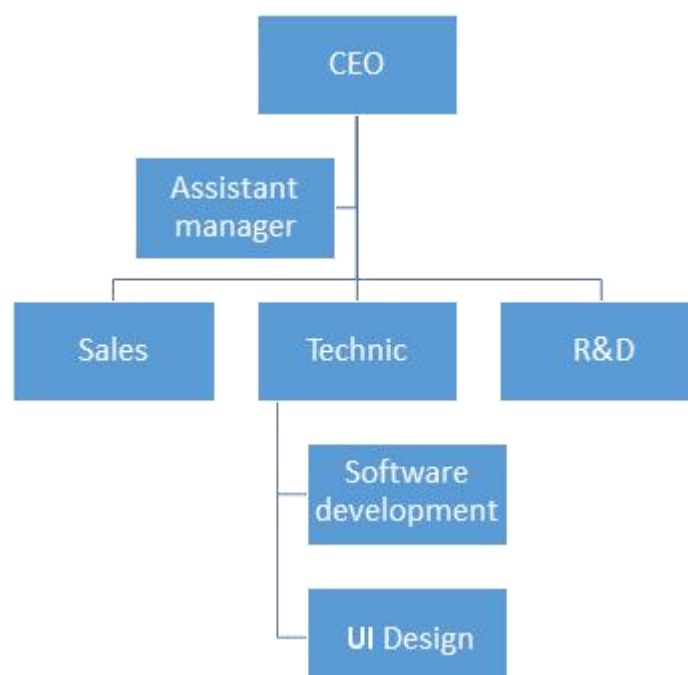 CEO
Assistant
manager
Sales
Technic
R&D
Software
development
UI Design